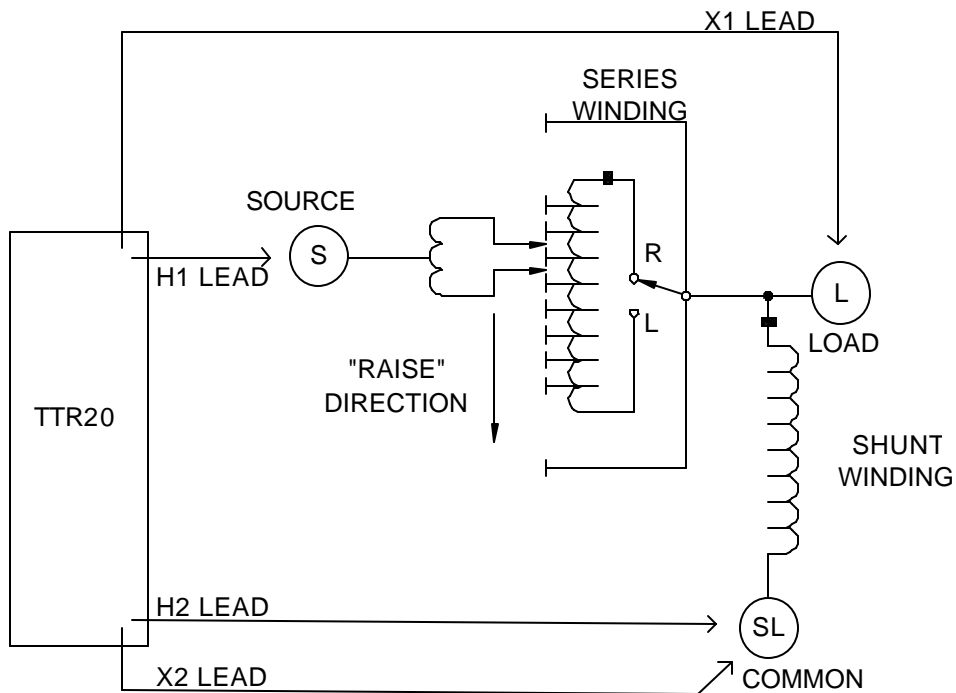 X1 LEAD
SERIES
WINDING
SOURCE
S
R
H1 LEAD
L
L
LOAD
"RAISE"
DIRECTION
TTR20
SHUNT
WINDING
H2 LEAD
SL
X2 LEAD
COMMON